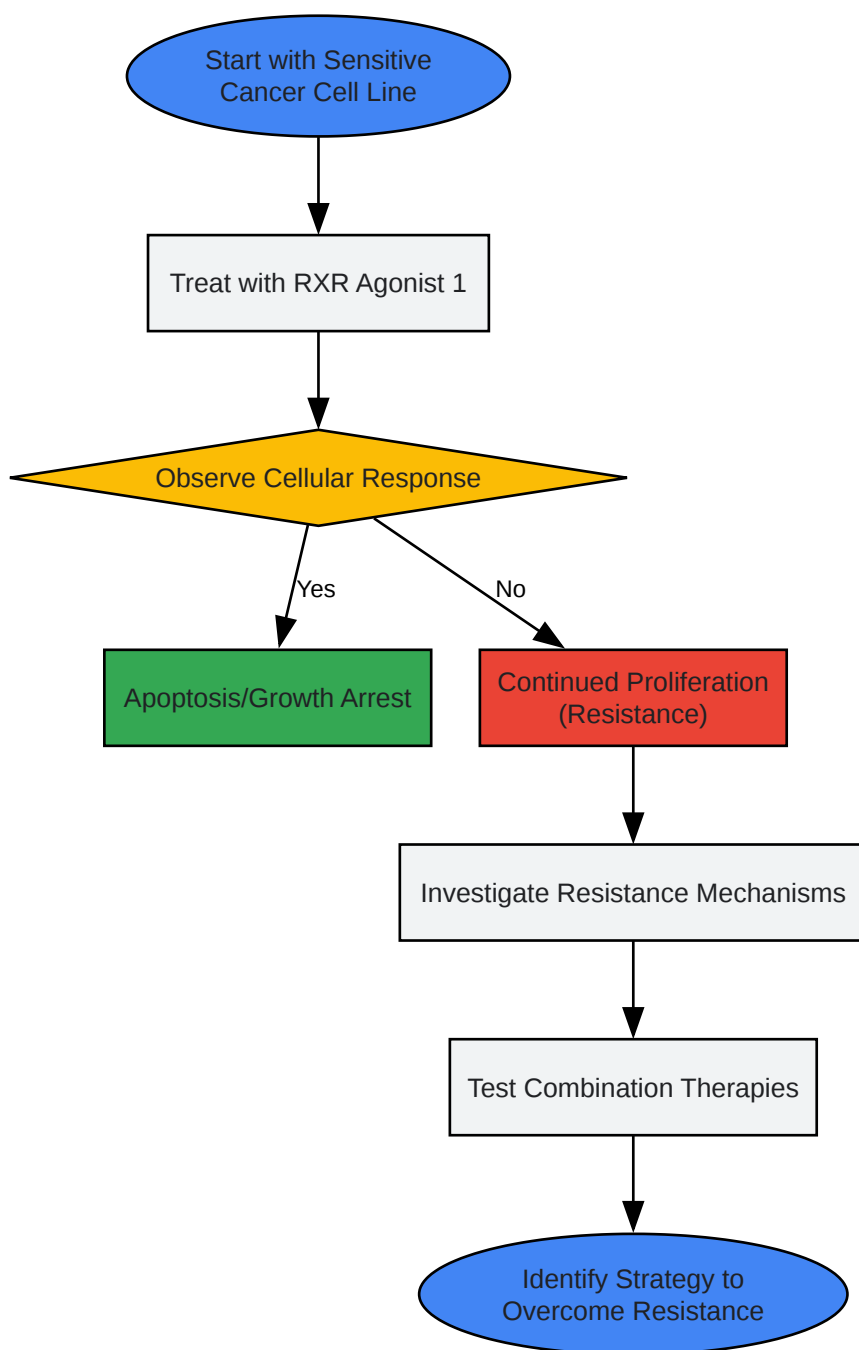 Start with Sensitive
Cancer Cell Line
Treat with RXR Agonist 1
Observe Cellular Response
Yes
No
Apoptosis/Growth Arrest
Continued Proliferation
(Resistance)
Investigate Resistance Mechanisms
Test Combination Therapies
Identify Strategy to
Overcome Resistance